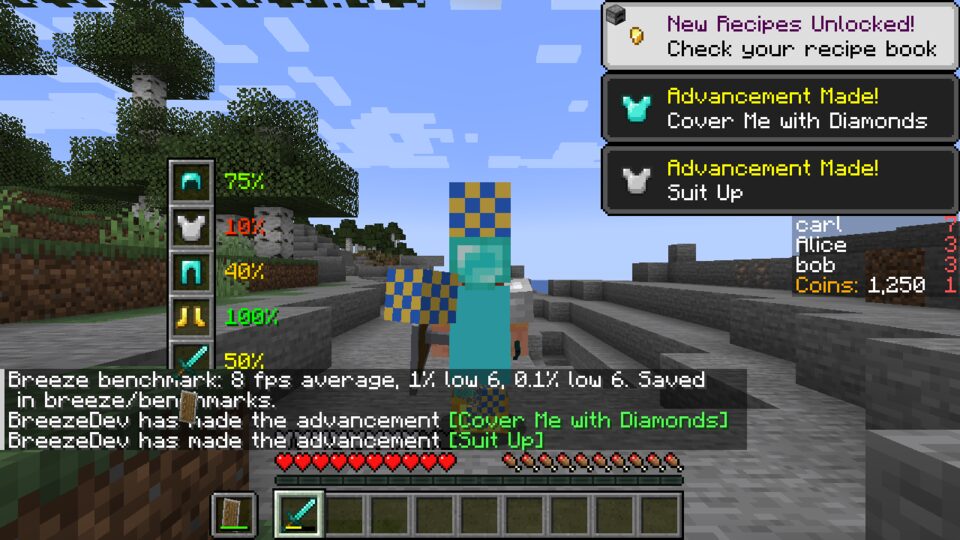 New Recipes Unlocked!
Check your recipe book
Advancement Made!
Cover Me with Diamonds
Advancement Made!
Suit Up
75%
10%
40%
100%
50%
carl 7
Alice 3
bob 3
Coins: 1,250 1
Breeze benchmark: 8 fps average, 1% low 6, 0.1% low 6. Saved
in breeze/benchmarks.
BreezeDev has made the advancement [Cover Me with Diamonds]
BreezeDev has made the advancement [Suit Up]